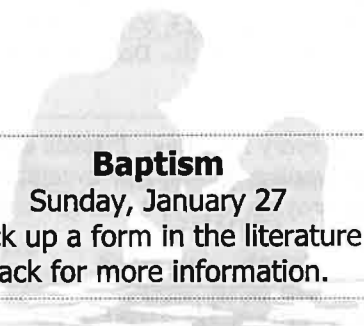 Baptism
Sunday, January 27
ck up a form in the literature
ack for more information.